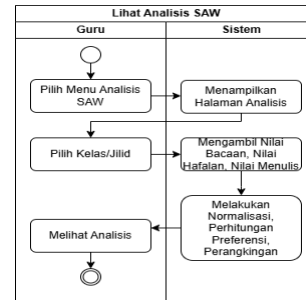 Lihat Analisis SAW
Guru
Sistem
Pilih Menu Analisis
SAW
Menampilkan
Halaman Analisis
Pilih Kelas/Jilid
Mengambil Nilai
Bacaan, Nilai
Hafalan, Nilai Menulis
Melakukan
Normalisasi,
Perhitungan
Preferensi,
Perangkingan
Melihat Analisis